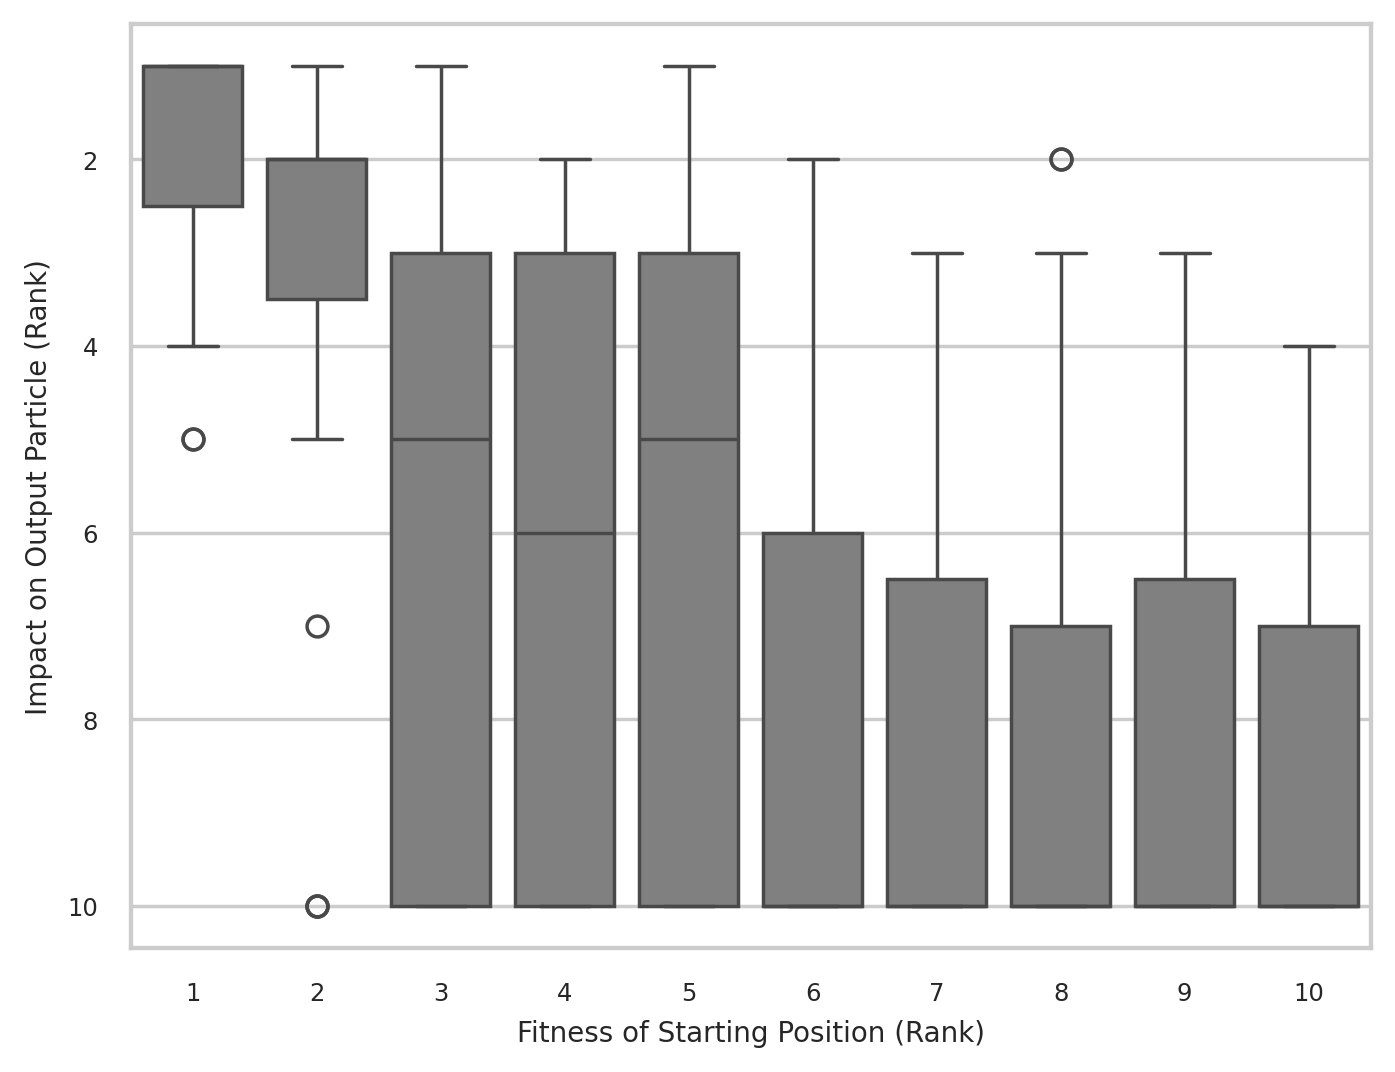 Impact on Output Particle (Rank)
2
4
6
8
10
1 2 3 4 5 6 7 8 9 10
Fitness of Starting Position (Rank)